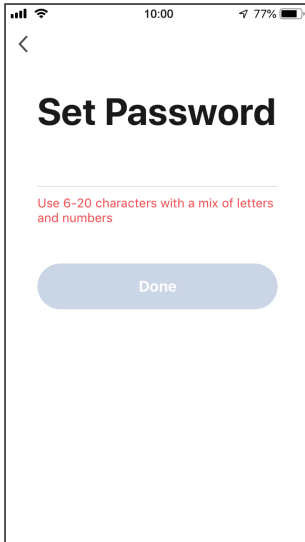 10:00
77%
Set Password
Use 6-20 characters with a mix of letters
and numbers
Done